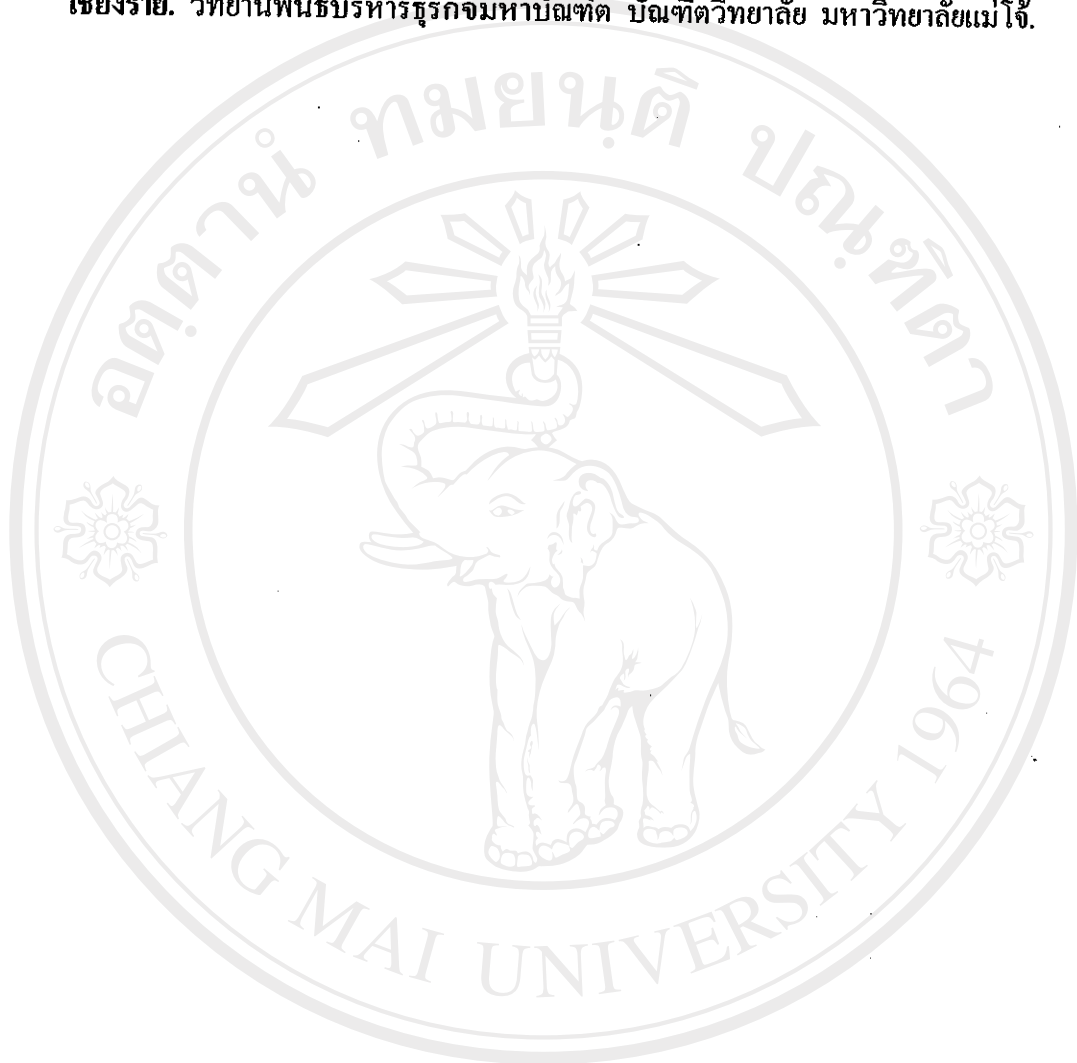 เชียงราย. วิทยานิพนธ์บริหารธุรกิจมหาบัณฑิต บัณฑิตวิทยาลัย มหาวิทยาลัยแม่โจ้.
อตฺตานํ ทมยนฺติ ปณฺฑิตา
CHIANG MAI UNIVERSITY 1964